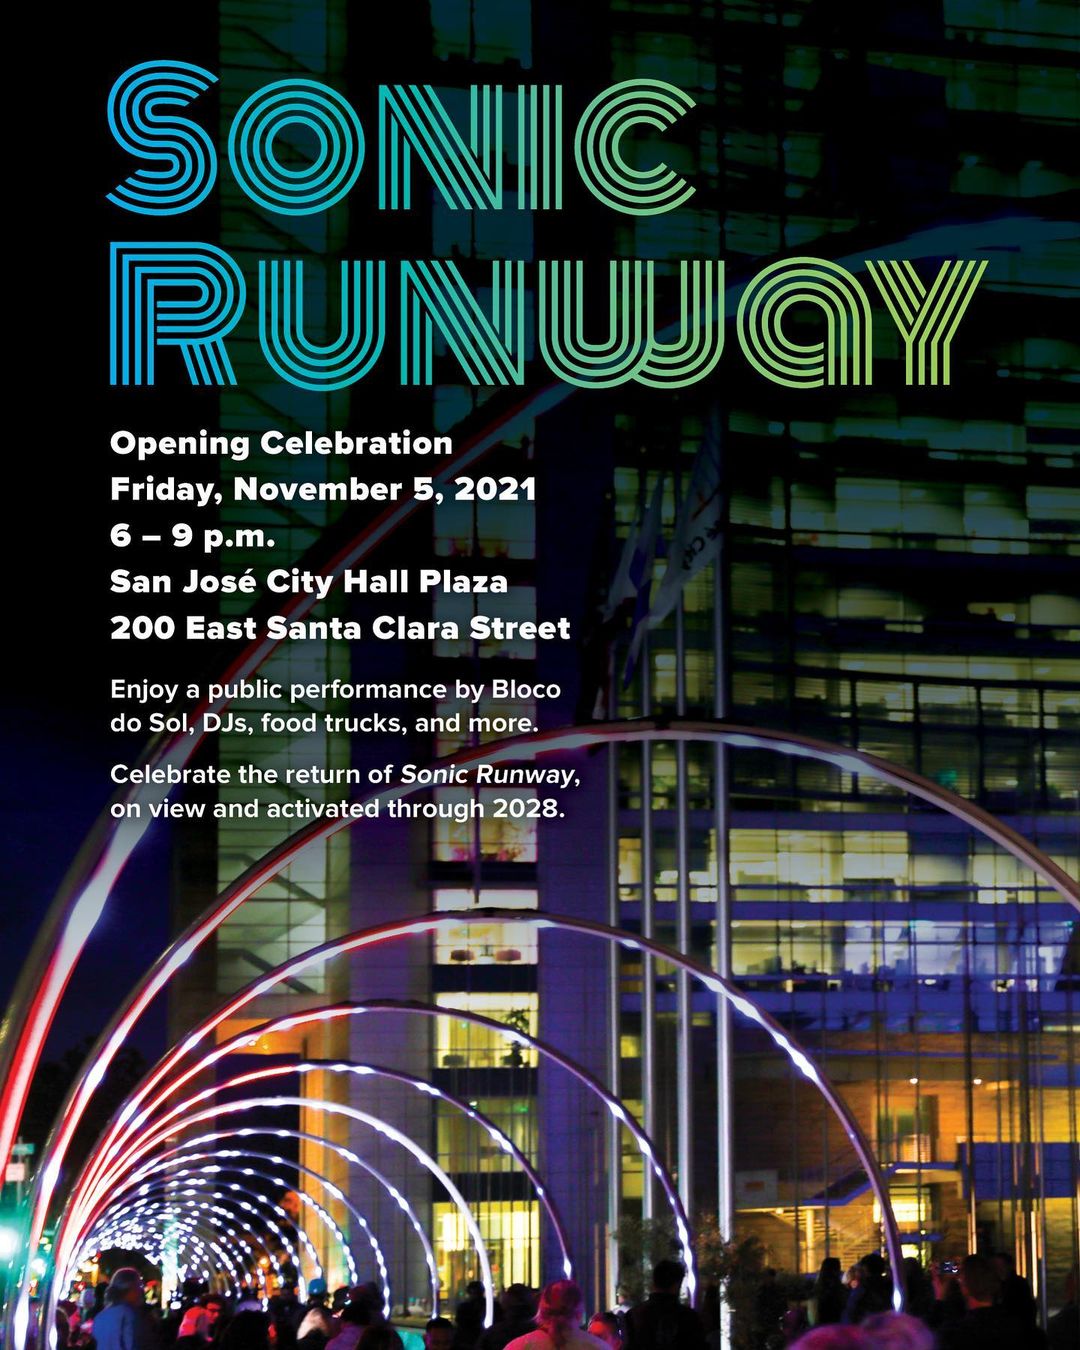 Sonic
Runway
Opening Celebration
Friday, November 5, 2021
6 – 9 p.m.
San José City Hall Plaza
200 East Santa Clara Street
Enjoy a public performance by Bloco
do Sol, DJs, food trucks, and more.
Celebrate the return of Sonic Runway,
on view and activated through 2028.